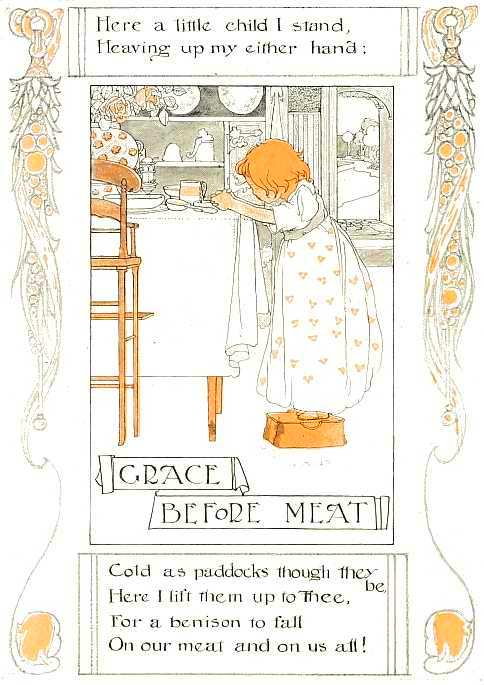 Here a little child I stand,
Heaving up my either hand;
GRACE
BEFORE MEAT
Cold as paddocks though they be,
Here I lift them up to Thee,
For a benison to fall
On our meat and on us all!